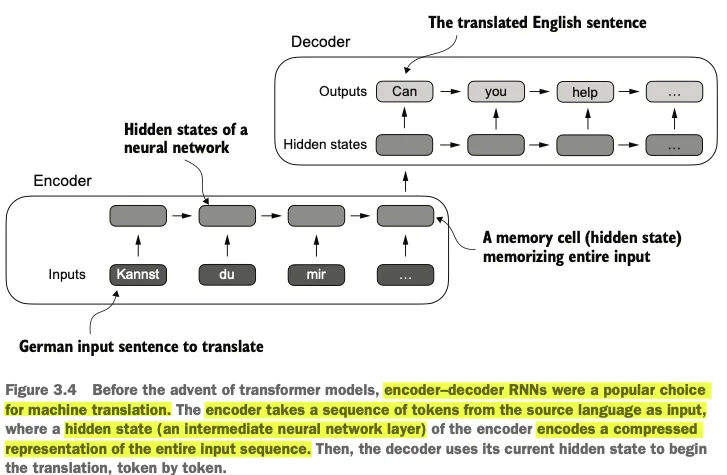 The translated English sentence
Decoder
Outputs Can you help …
Hidden states of a
neural network
Hidden states …
Encoder
A memory cell (hidden state)
memorizing entire input
Inputs Kannst du mir …
German input sentence to translate
Figure 3.4 Before the advent of transformer models, encoder–decoder RNNs were a popular choice
for machine translation. The encoder takes a sequence of tokens from the source language as input,
where a hidden state (an intermediate neural network layer) of the encoder encodes a compressed
representation of the entire input sequence. Then, the decoder uses its current hidden state to begin
the translation, token by token.